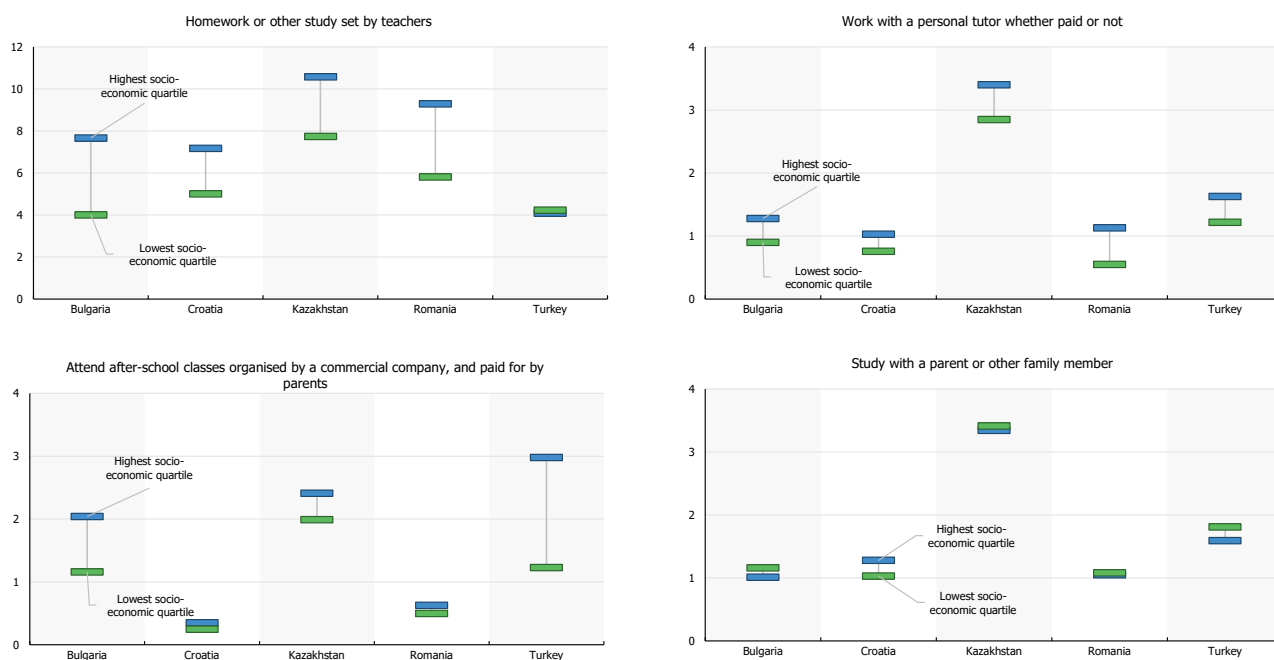 Homework or other study set by teachers
12
10
8
6
4
2
0
Highest socio-
economic quartile
Lowest socio-
economic quartile
Bulgaria
Croatia
Kazakhstan
Romania
Turkey
Work with a personal tutor whether paid or not
4
3
2
1
0
Highest socio-
economic quartile
Lowest socio-
economic quartile
Bulgaria
Croatia
Kazakhstan
Romania
Turkey
Attend after-school classes organised by a commercial company, and paid for by
parents
4
3
2
1
0
Highest socio-
economic quartile
Lowest socio-
economic quartile
Bulgaria
Croatia
Kazakhstan
Romania
Turkey
Study with a parent or other family member
4
3
2
1
0
Highest socio-
economic quartile
Lowest socio-
economic quartile
Bulgaria
Croatia
Kazakhstan
Romania
Turkey